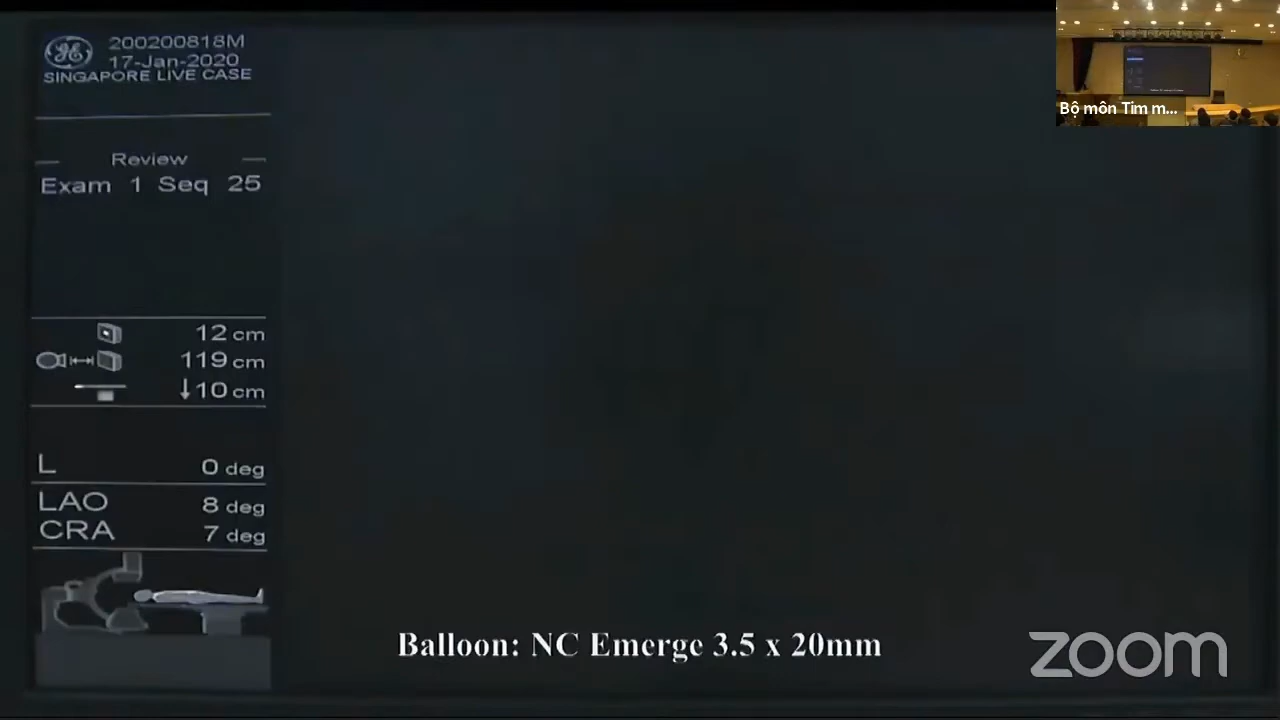 GE
200200818M
17-Jan-2020
SINGAPORE LIVE CASE
Review
Exam 1 Seq 25
12 cm
119 cm
↓10 cm
L 0 deg
LAO 8 deg
CRA 7 deg
Balloon: NC Emerge 3.5 x 20mm
Bộ môn Tim m...
zoom